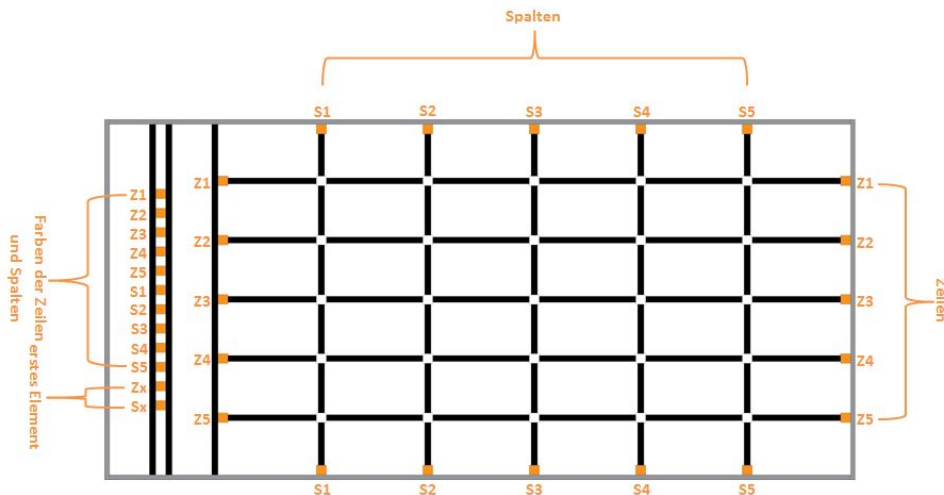 Spalten
S1 S2 S3 S4 S5
Z1 Z1
Z2 Z2
Z3 Z3
Z4 Z4
Z5 Z5
S1 S2 S3 S4 S5
Zeilen
Z1
Z2
Z3
Z4
Z5
S1
S2
S3
S4
S5
Zx
Sx
Farben der Zeilen
und Spalten
erstes Element